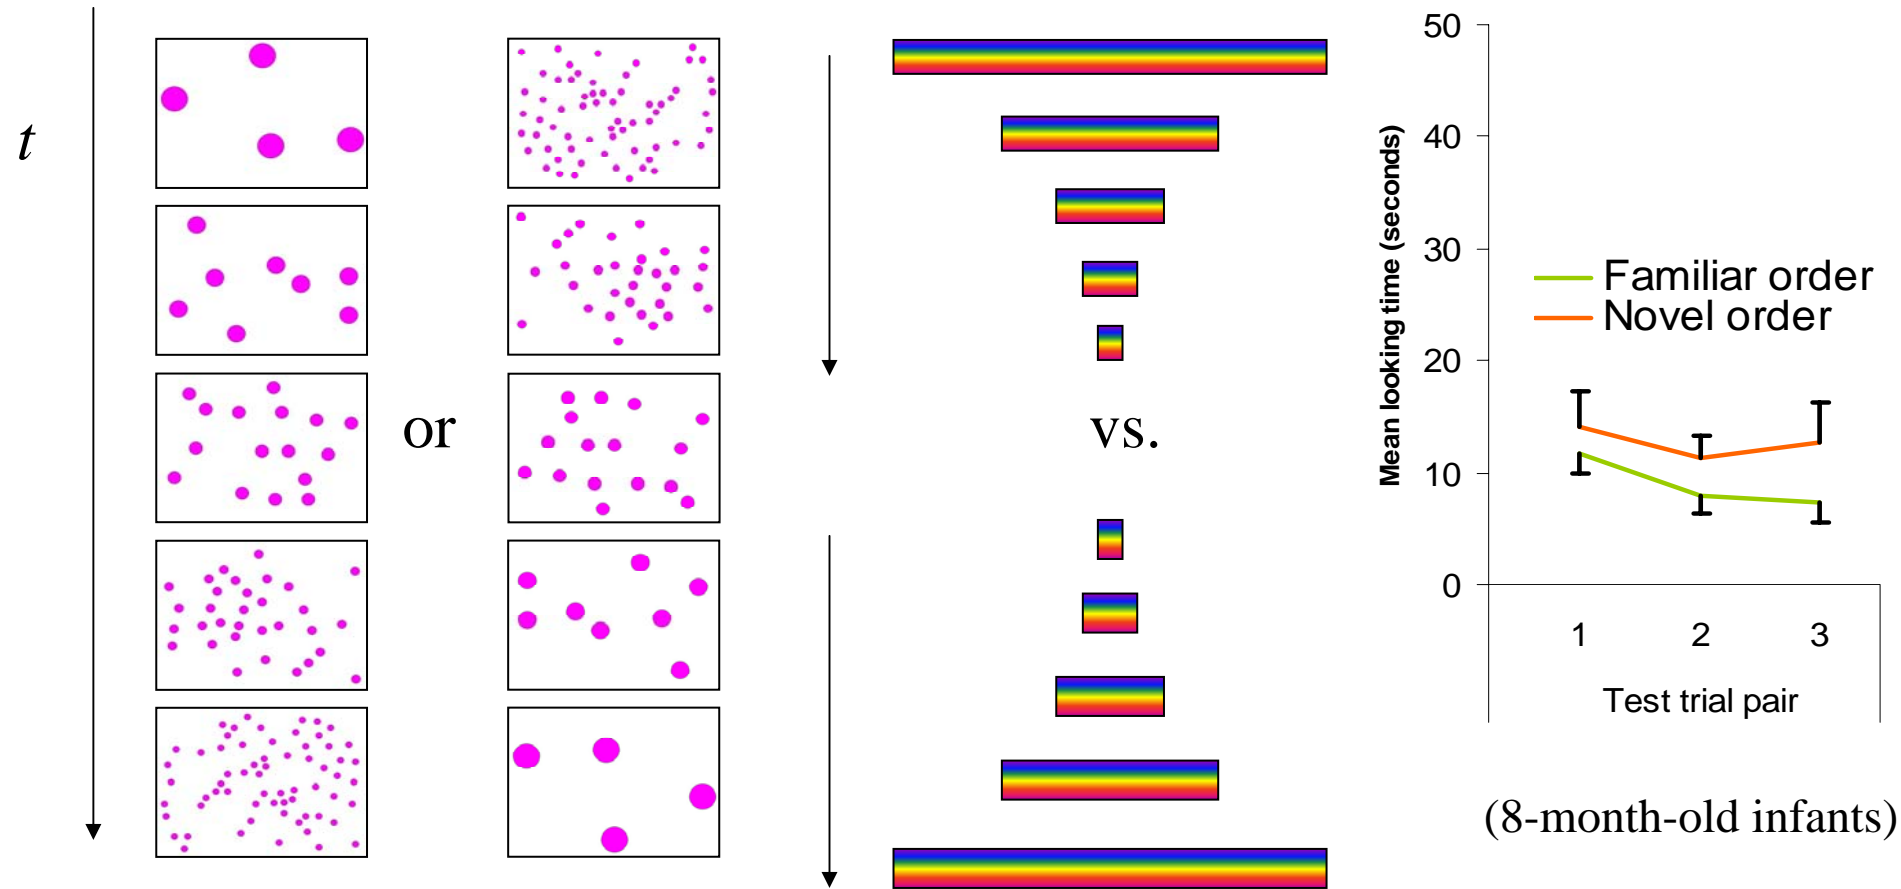 t
or
vs.
Mean looking time (seconds)
50
40
30
20
10
0
Familiar order
Novel order
1 2 3
Test trial pair
(8-month-old infants)